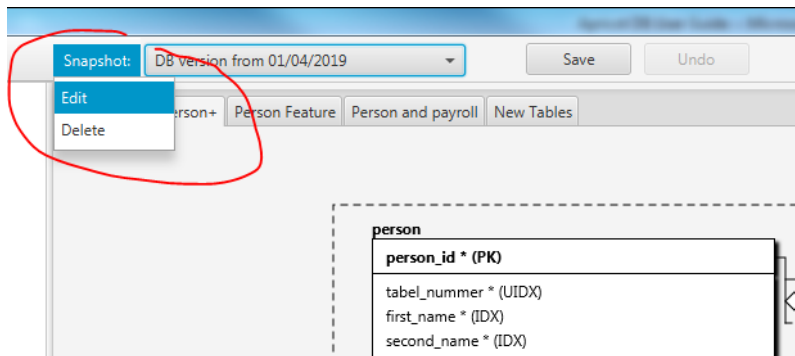 Snapshot: DB version from 01/04/2019 Save Undo
Edit
Delete
erson+ Person Feature Person and payroll New Tables
person
person_id * (PK)
tabel_nummer * (UIDX)
first_name * (IDX)
second_name * (IDX)